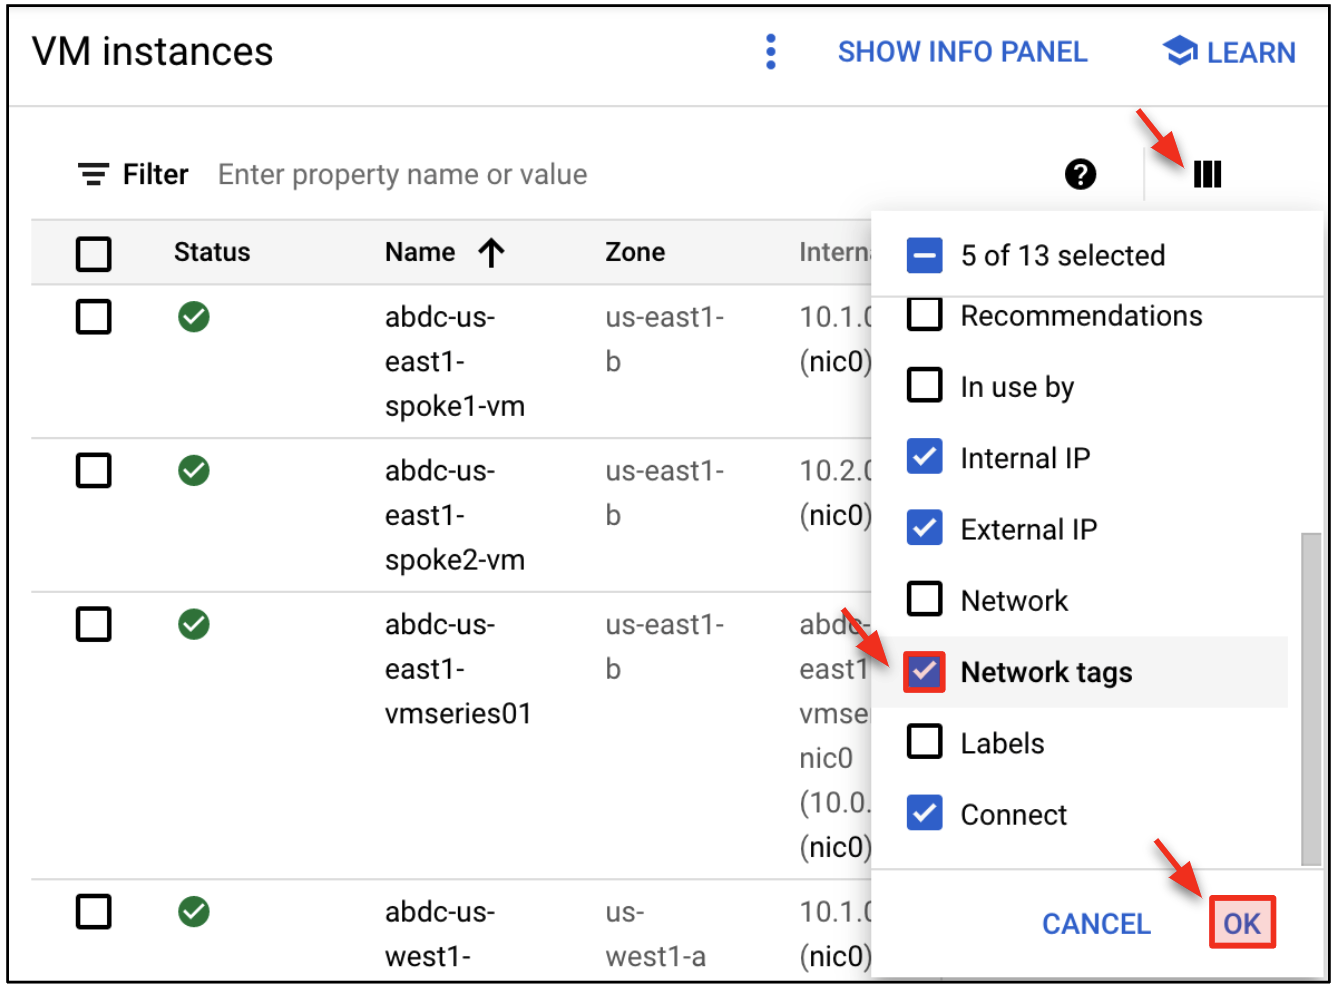 VM instances
SHOW INFO PANEL
LEARN
Filter
Enter property name or value
Status
Name
Zone
Intern
abdc-us-
east1-
spoke1-vm
us-east1-
b
10.1.0
(nic0)
abdc-us-
east1-
spoke2-vm
us-east1-
b
10.2.0
(nic0)
abdc-us-
east1-
vmseries01
us-east1-
b
abdc-
east1
vmse
nic0
(10.0.
(nic0)
abdc-us-
west1-
us-
west1-a
10.1.0
(nic0)
5 of 13 selected
Recommendations
In use by
Internal IP
External IP
Network
Network tags
Labels
Connect
CANCEL
OK